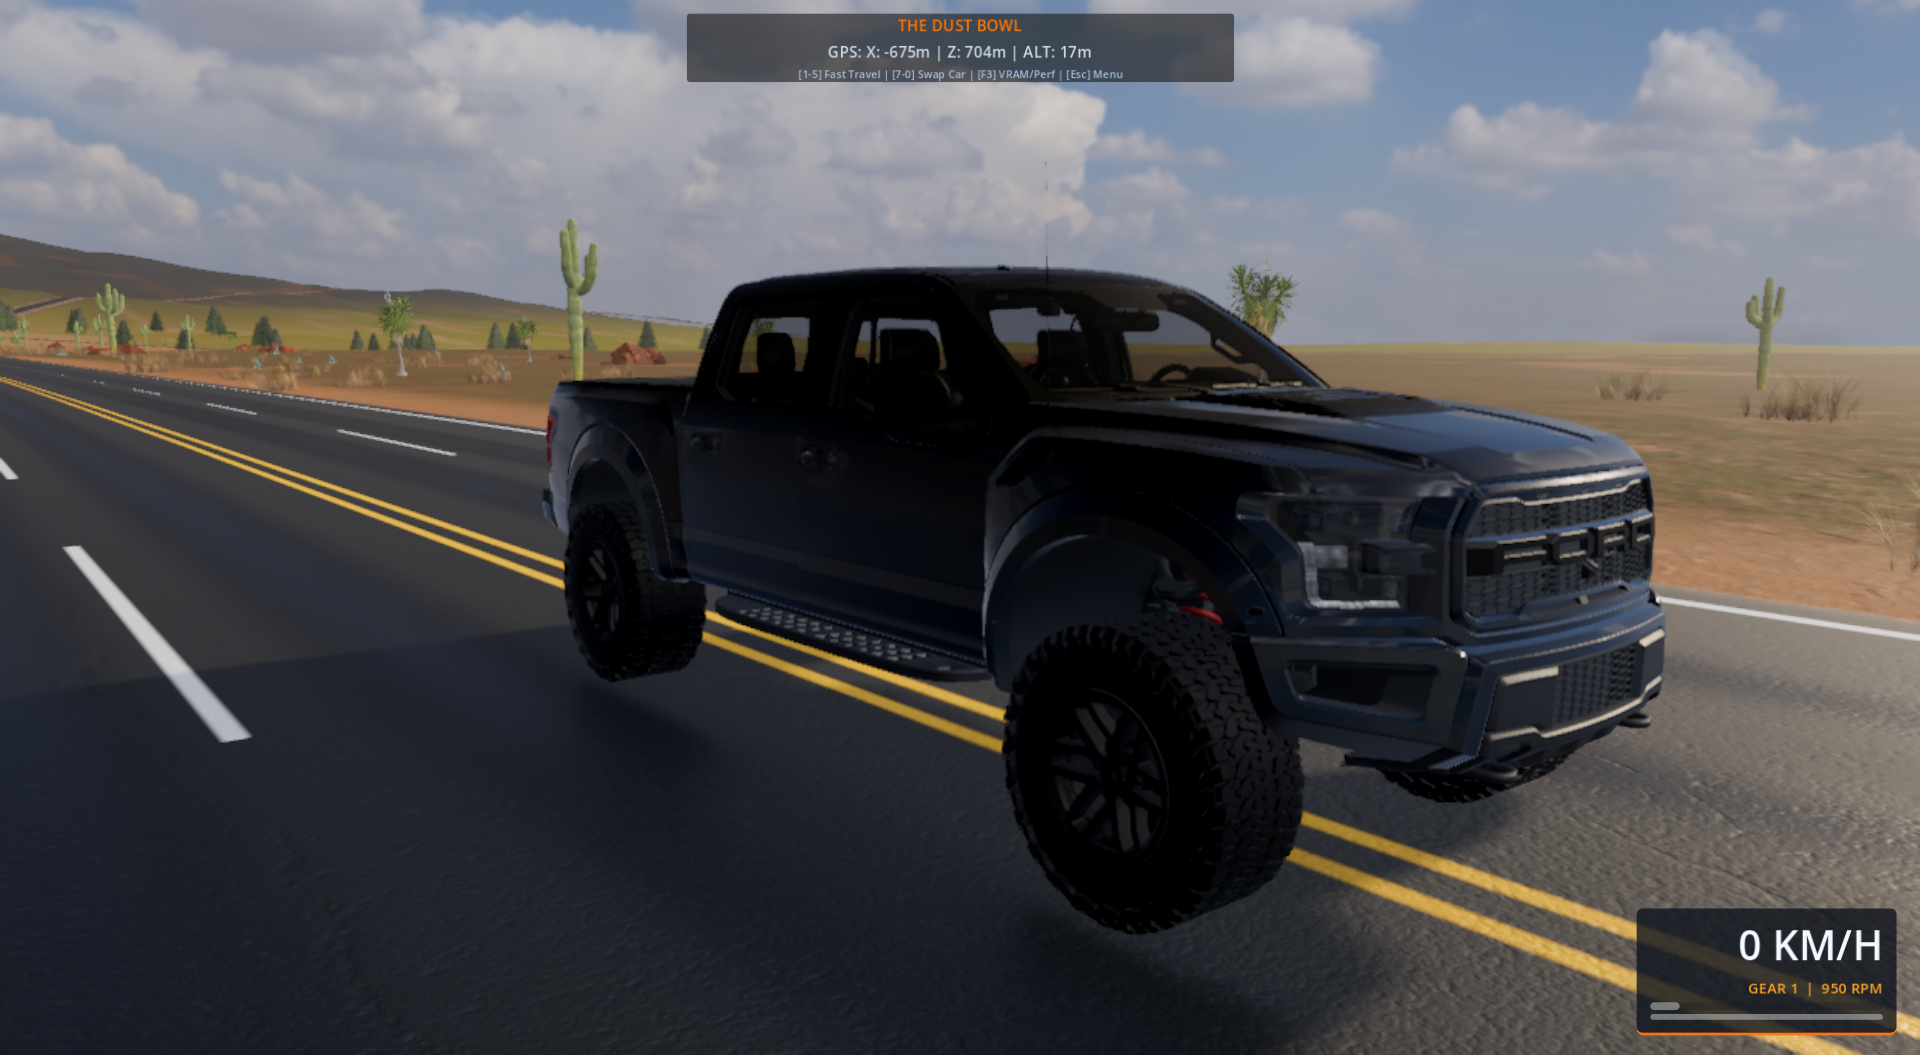 THE DUST BOWL
GPS: X: -675m | Z: 704m | ALT: 17m
[1-5] Fast Travel | [7-0] Swap Car | [F3] VRAM/Perf | [Esc] Menu
0 KM/H
GEAR 1 | 950 RPM